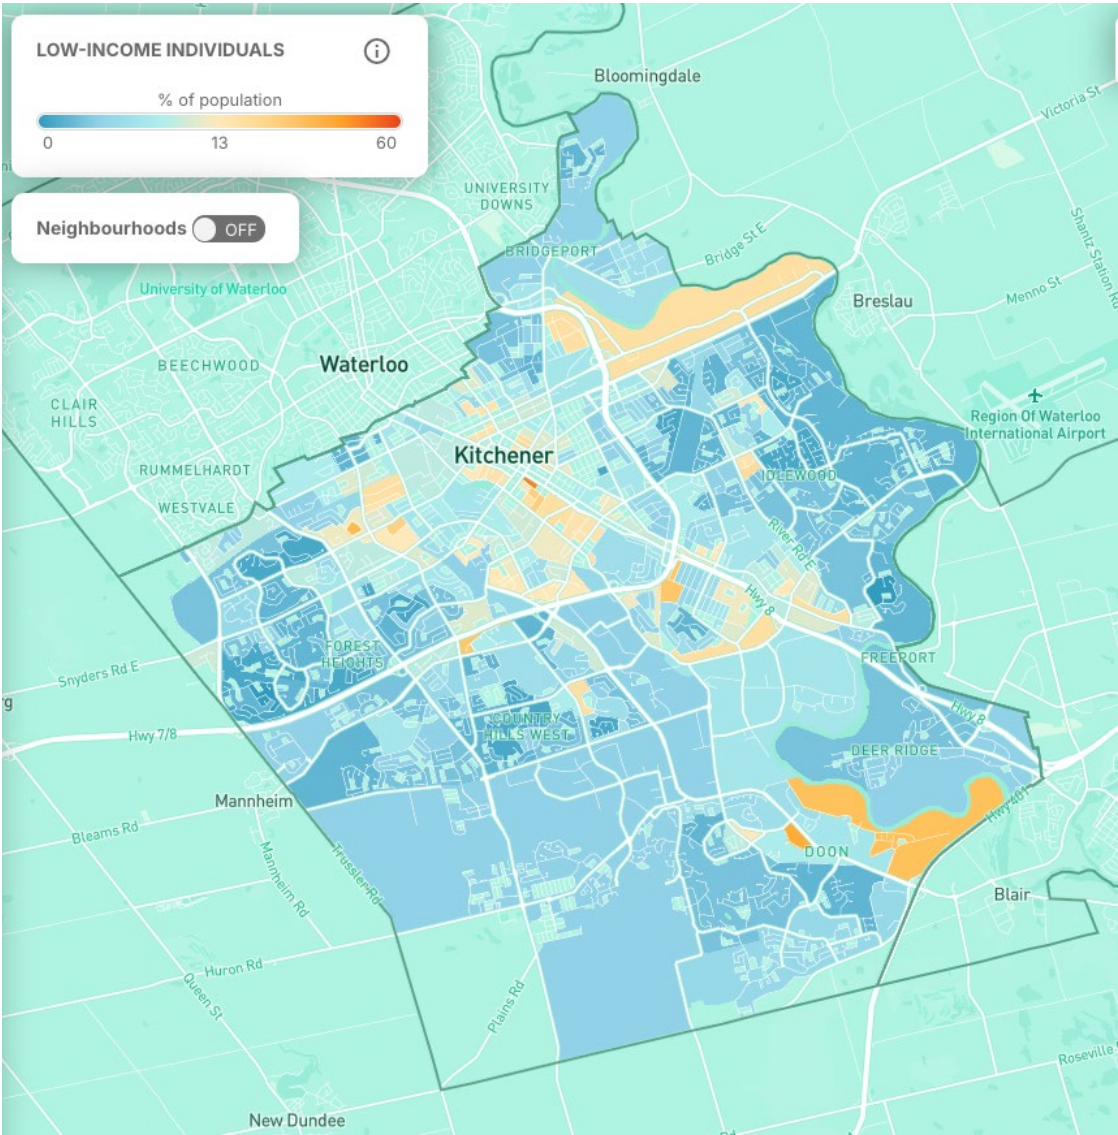 LOW-INCOME INDIVIDUALS
% of population
0 13 60
Neighbourhoods OFF
Bloomingdale
Victoria St
UNIVERSITY
DOWNS
BRIDGEPORT
Bridge St E
Shantz Station Rd
University of Waterloo
Menno St
Breslau
BEECHWOOD
Waterloo
CLAIR
HILLS
Region Of Waterloo
International Airport
Kitchener
RUMMELHARDT
IDLEWOOD
WESTVALE
River Rd E
Hwy 8
FOREST
HEIGHTS
Snyders Rd E
FREEPORT
rg
Hwy 7/8
Hwy 8
COUNTRY
HILLS WEST
DEER RIDGE
Mannheim
Hwy 401
Bleams Rd
DOON
Trussler Rd
Mannheim Rd
Blair
Huron Rd
Queen St
Plains Rd
Roseville
New Dundee
Rd